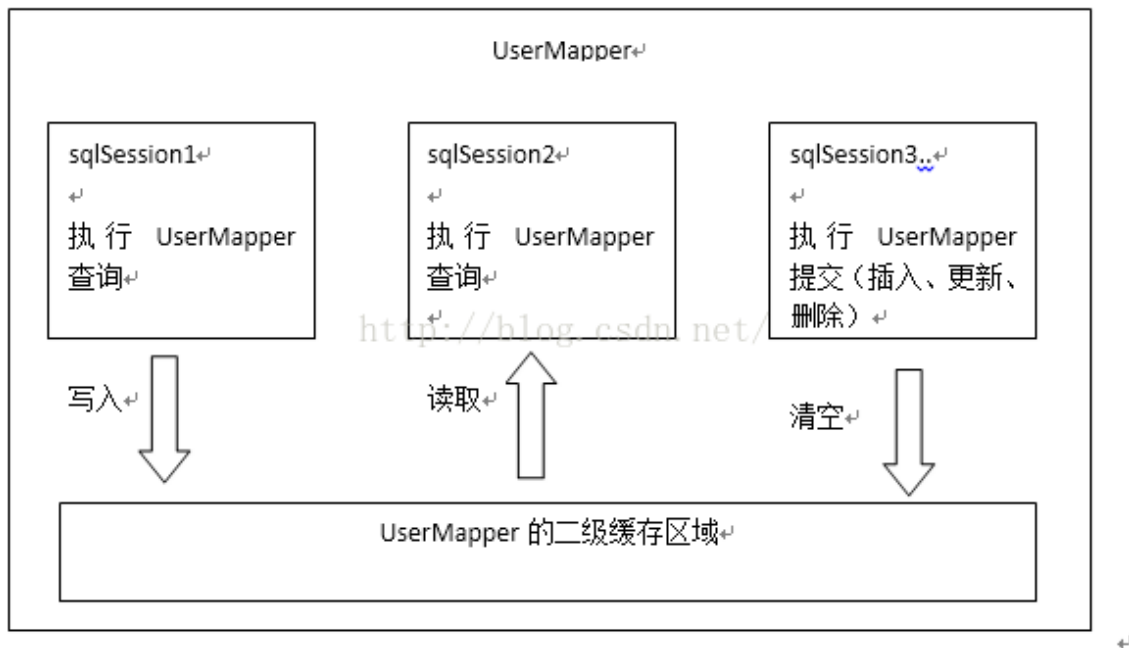 UserMapper
sqlSession1
执行 UserMapper
查询
sqlSession2
执行 UserMapper
查询
sqlSession3..
执行 UserMapper
提交（插入、更新、
删除）
http://blog.csdn.net/
写入
读取
清空
UserMapper 的二级缓存区域